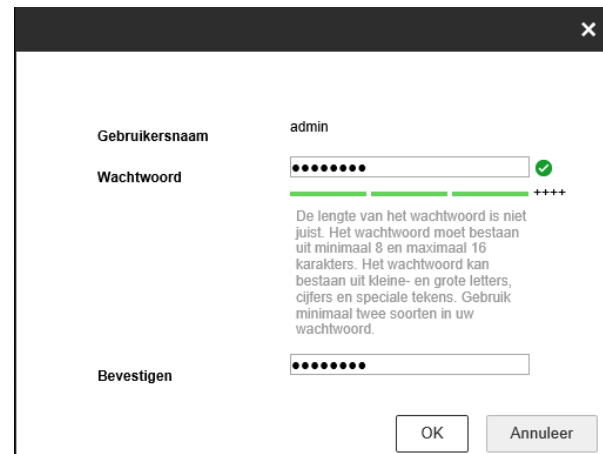 Gebruikersnaam admin
Wachtwoord ●●●●●●●●
++++
De lengte van het wachtwoord is niet
juist. Het wachtwoord moet bestaan
uit minimaal 8 en maximaal 16
karakters. Het wachtwoord kan
bestaan uit kleine- en grote letters,
cijfers en speciale tekens. Gebruik
minimaal twee soorten in uw
wachtwoord.
Bevestigen ●●●●●●●●
OK Annuleer